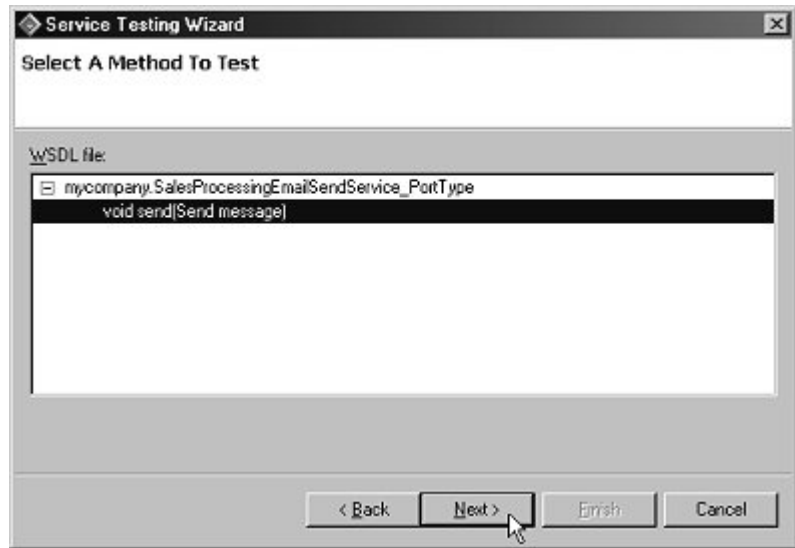 Service Testing Wizard
Select A Method To Test
WSDL file:
mycompany.SalesProcessingEmailSendService_PortType
void send(Send message)
< Back Next > Finish Cancel